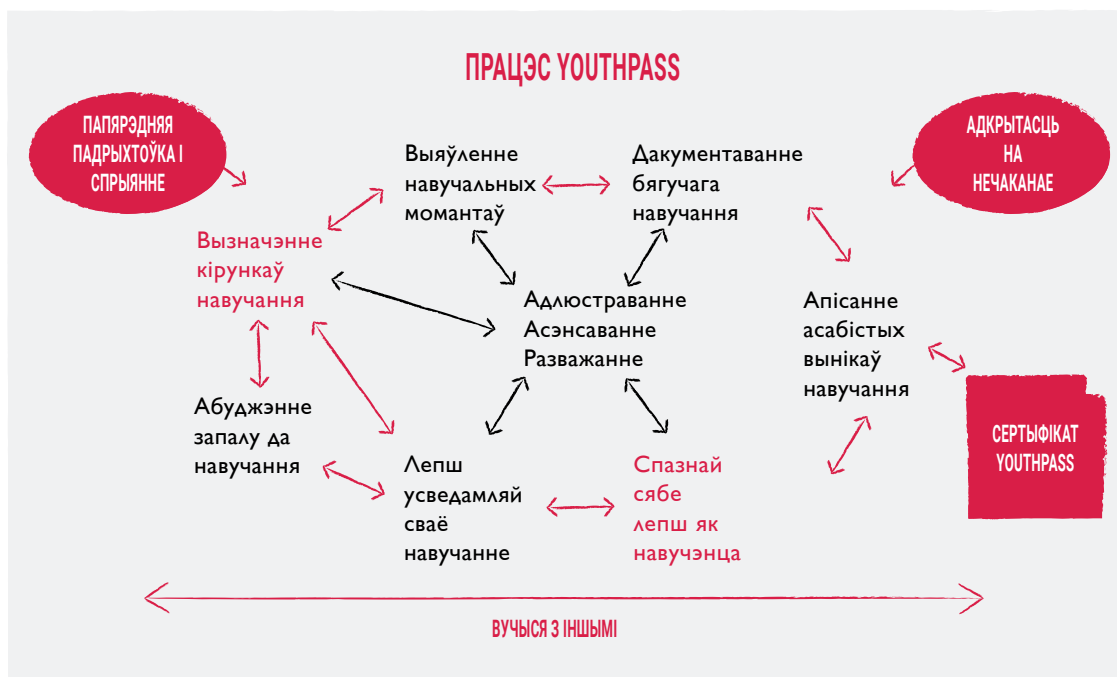 ПРАЦЭС YOUTHPASS
ПАПЯРЭДНЯЯ
ПАДРЫХТОЎКА І
СПРЫЯННЕ
АДКРЫТАСЦЬ
НА
НЕЧАКАНАЕ
Выяўленне
навучальных
момантаў
Дакументаванне
бягучага
навучання
Вызначэнне
кірункаў
навучання
Адлюстраванне
Асэнсаванне
Разважанне
Апісанне
асабістых
вынікаў
навучання
Абуджэнне
запалу да
навучання
СЕРТЫФІКАТ
YOUTHPASS
Лепш
усведамляй
сваё
навучанне
Спазнай
сябе
лепш як
навучэнца
ВУЧЫСЯ З ІНШЫМІ